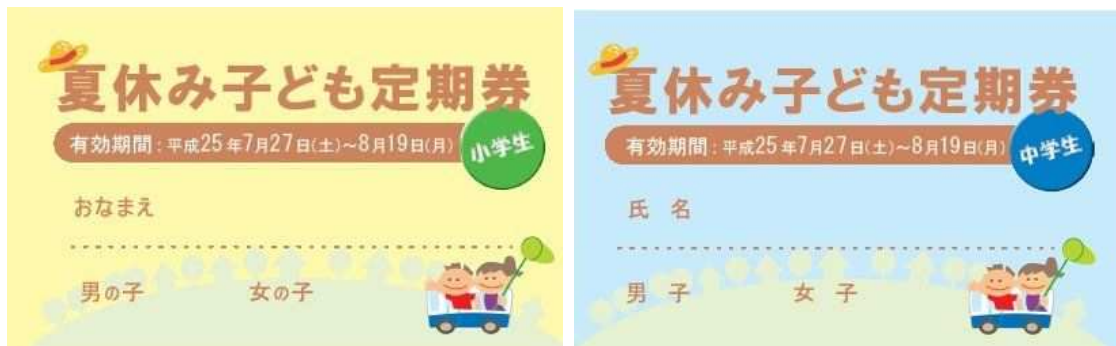 夏休み子ども定期券
有効期間:平成25年7月27日(土)~8月19日(月)
小学生
おなまえ
男の子 女の子
夏休み子ども定期券
有効期間:平成25年7月27日(土)~8月19日(月)
中学生
氏 名
男 子 女 子